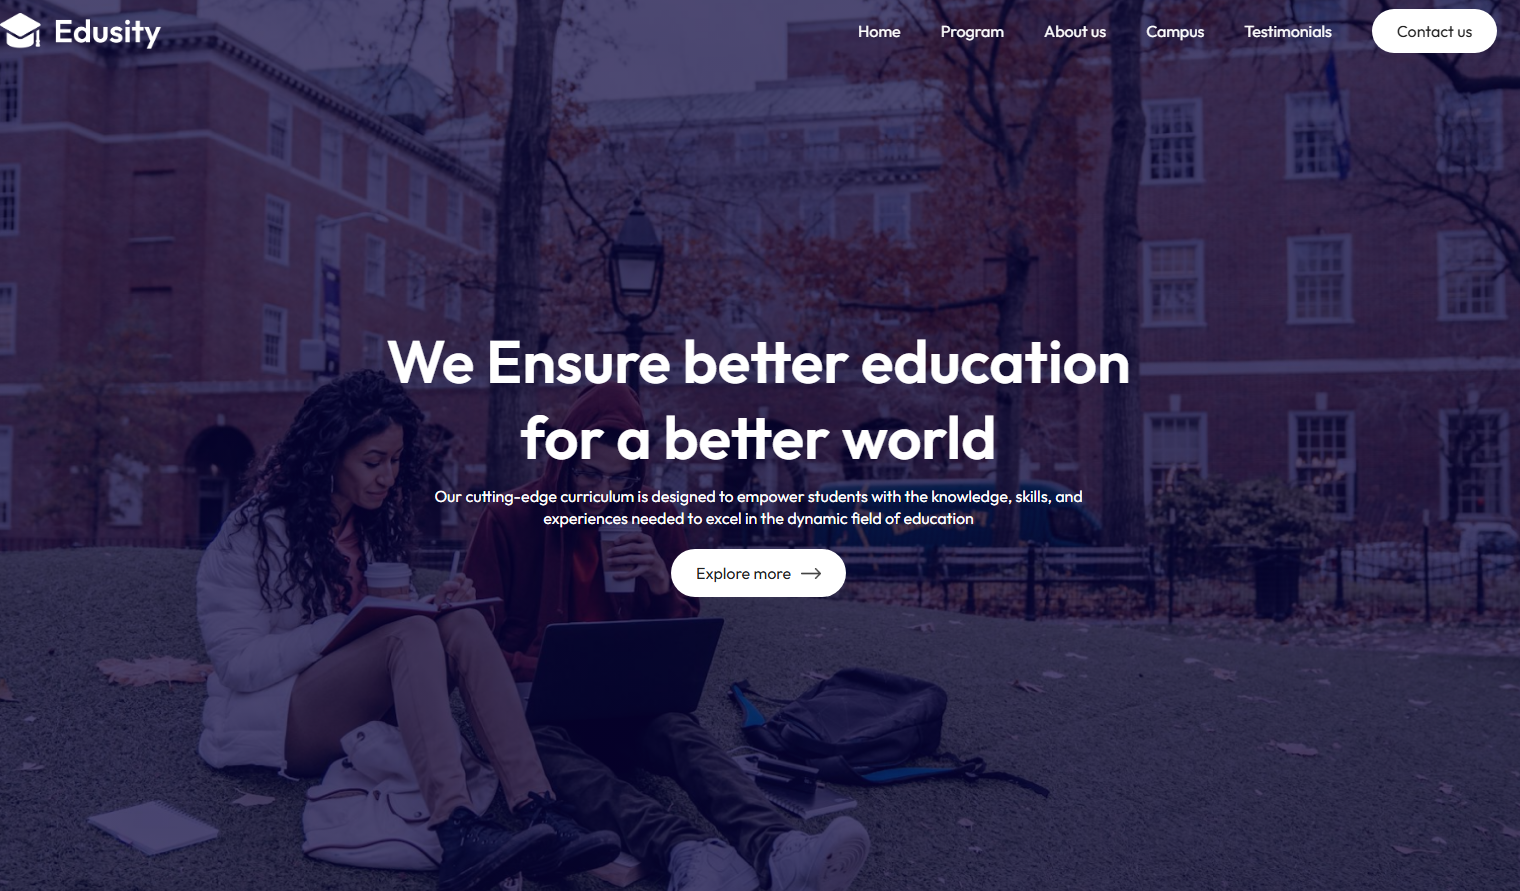 Edusity
Home Program About us Campus Testimonials Contact us
We Ensure better education
for a better world
Our cutting-edge curriculum is designed to empower students with the knowledge, skills, and
experiences needed to excel in the dynamic field of education
Explore more